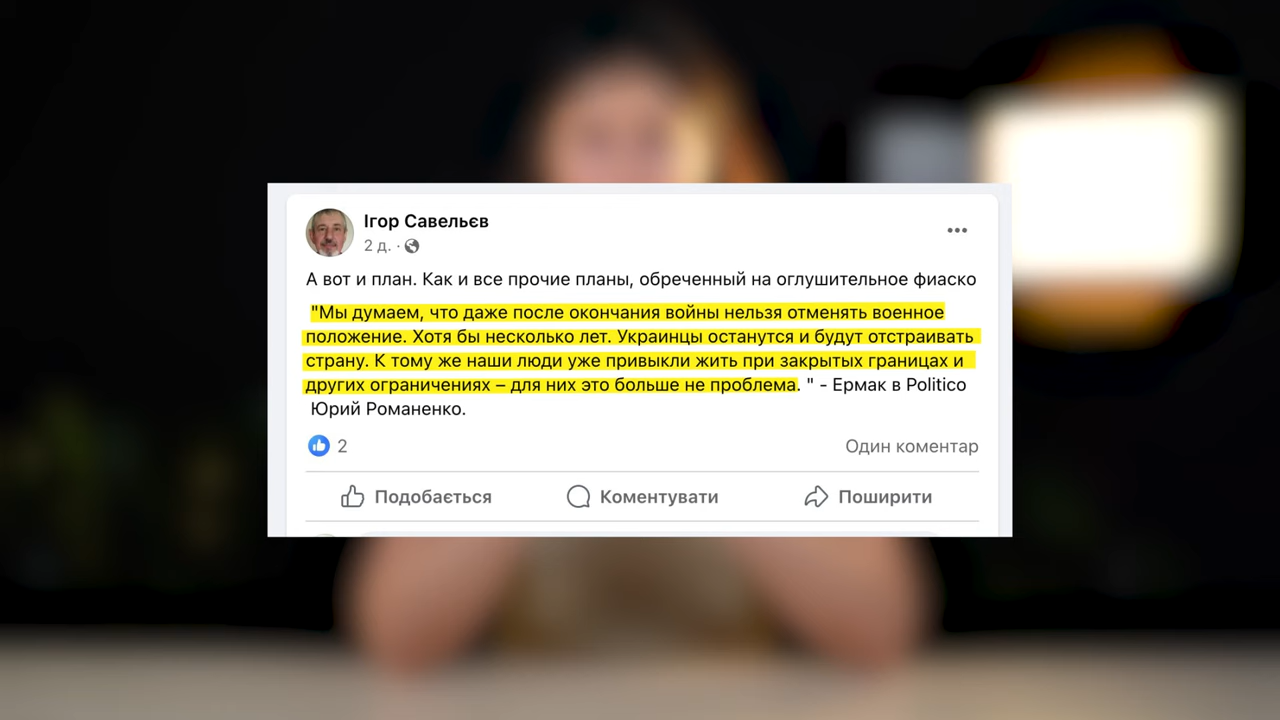 Ігор Савельєв
2 д. ·
А вот и план. Как и все прочие планы, обреченный на оглушительное фиаско
"Мы думаем, что даже после окончания войны нельзя отменять военное
положение. Хотя бы несколько лет. Украинцы останутся и будут отстраивать
страну. К тому же наши люди уже привыкли жить при закрытых границах и
других ограничениях – для них это больше не проблема. " - Ермак в Politico
Юрий Романенко.
2
Один коментар
Подобається
Коментувати
Поширити